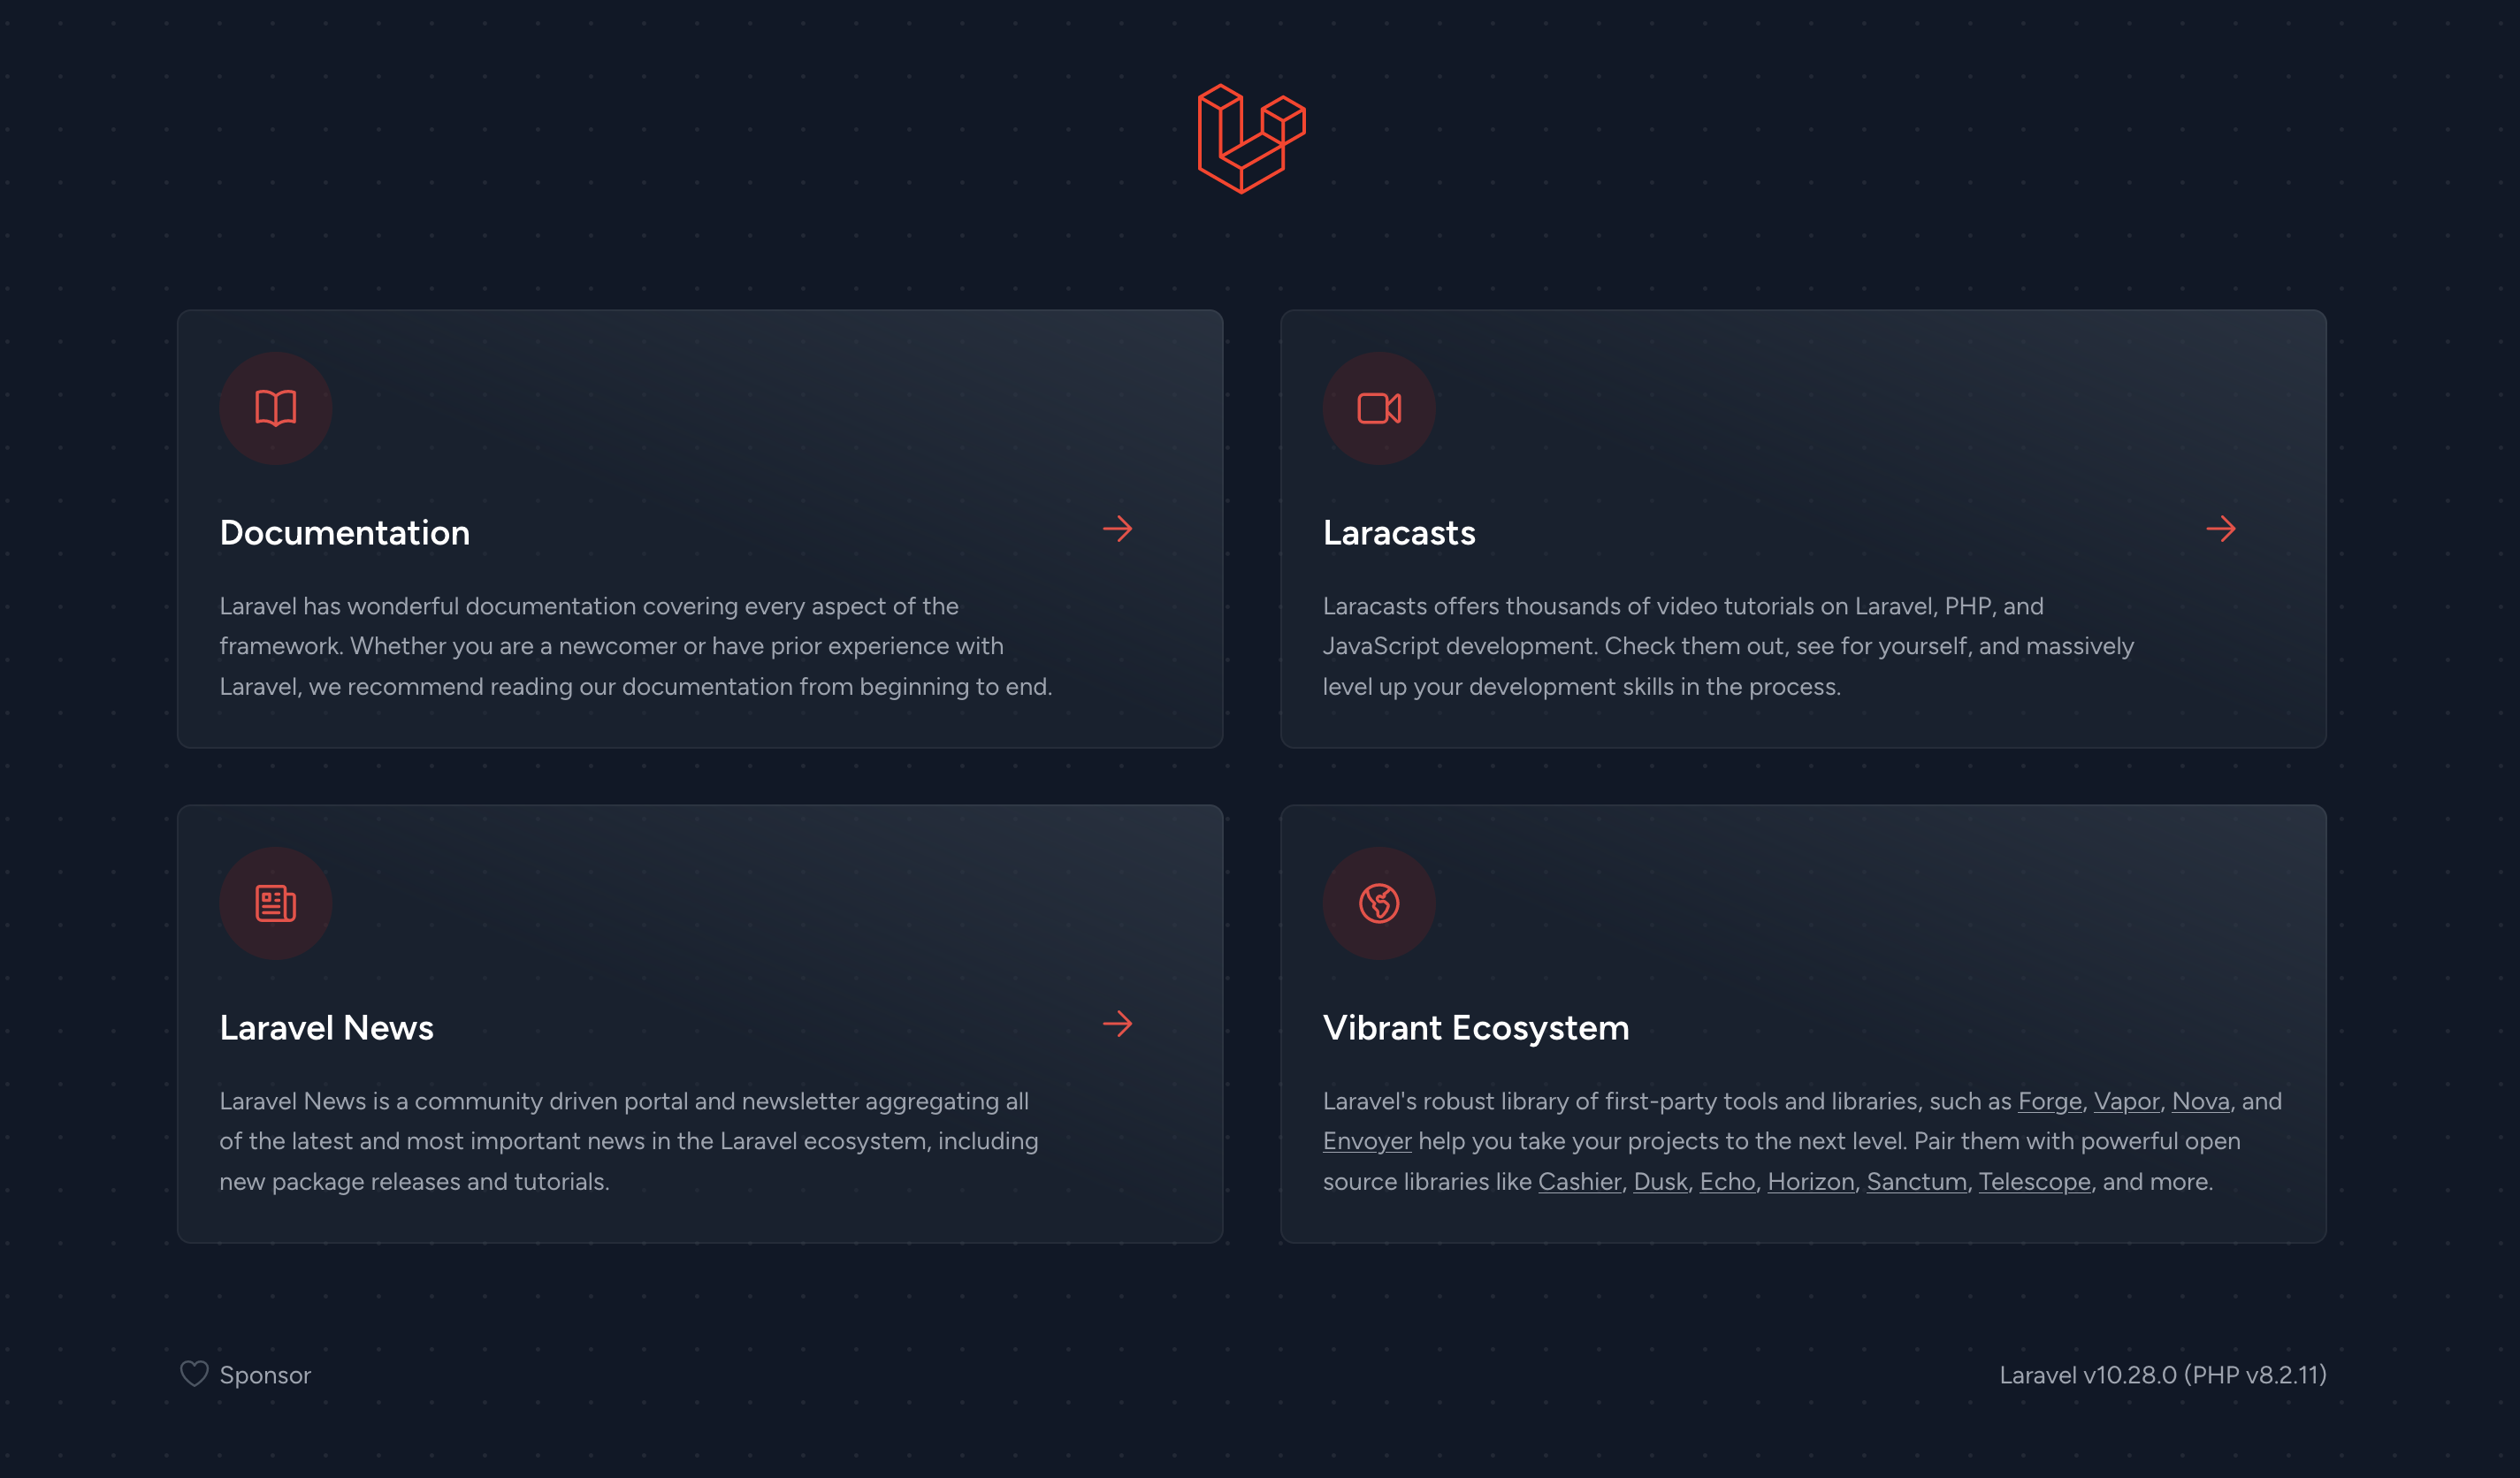 Documentation
Laravel has wonderful documentation covering every aspect of the
framework. Whether you are a newcomer or have prior experience with
Laravel, we recommend reading our documentation from beginning to end.
Laracasts
Laracasts offers thousands of video tutorials on Laravel, PHP, and
JavaScript development. Check them out, see for yourself, and massively
level up your development skills in the process.
Laravel News
Laravel News is a community driven portal and newsletter aggregating all
of the latest and most important news in the Laravel ecosystem, including
new package releases and tutorials.
Vibrant Ecosystem
Laravel's robust library of first-party tools and libraries, such as Forge, Vapor, Nova, and
Envoyer help you take your projects to the next level. Pair them with powerful open
source libraries like Cashier, Dusk, Echo, Horizon, Sanctum, Telescope, and more.
Sponsor
Laravel v10.28.0 (PHP v8.2.11)